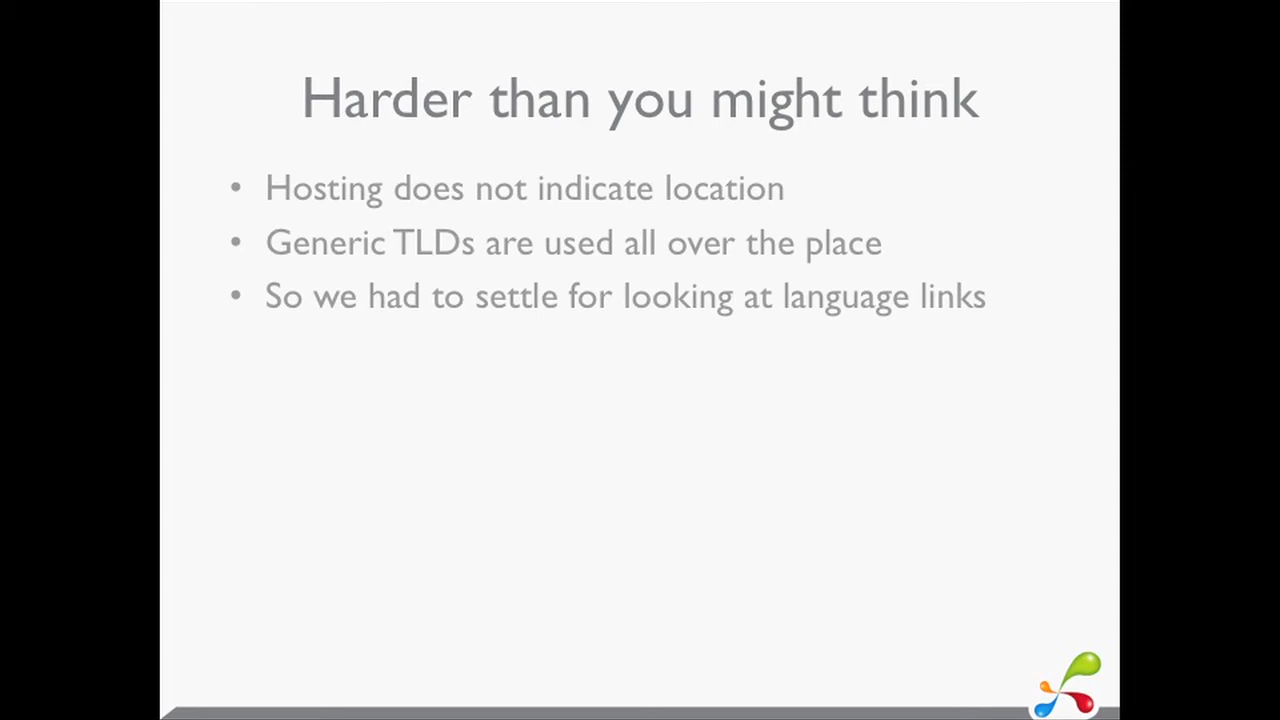 Harder than you might think
• Hosting does not indicate location
• Generic TLDs are used all over the place
• So we had to settle for looking at language links